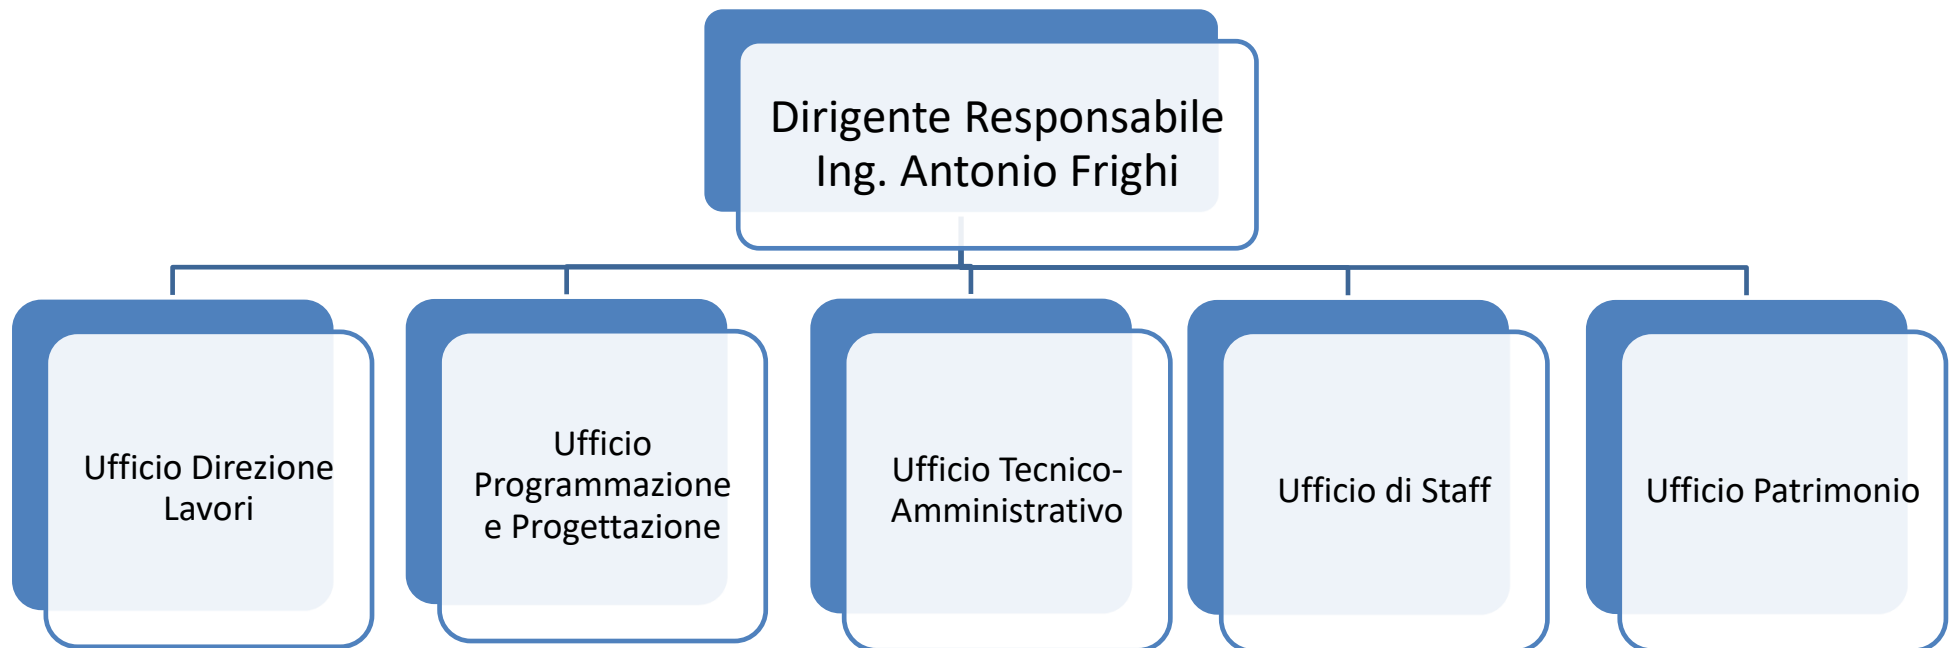 Dirigente Responsabile
Ing. Antonio Frighi
Ufficio Direzione
Lavori
Ufficio
Programmazione
e Progettazione
Ufficio Tecnico-
Amministrativo
Ufficio di Staff
Ufficio Patrimonio